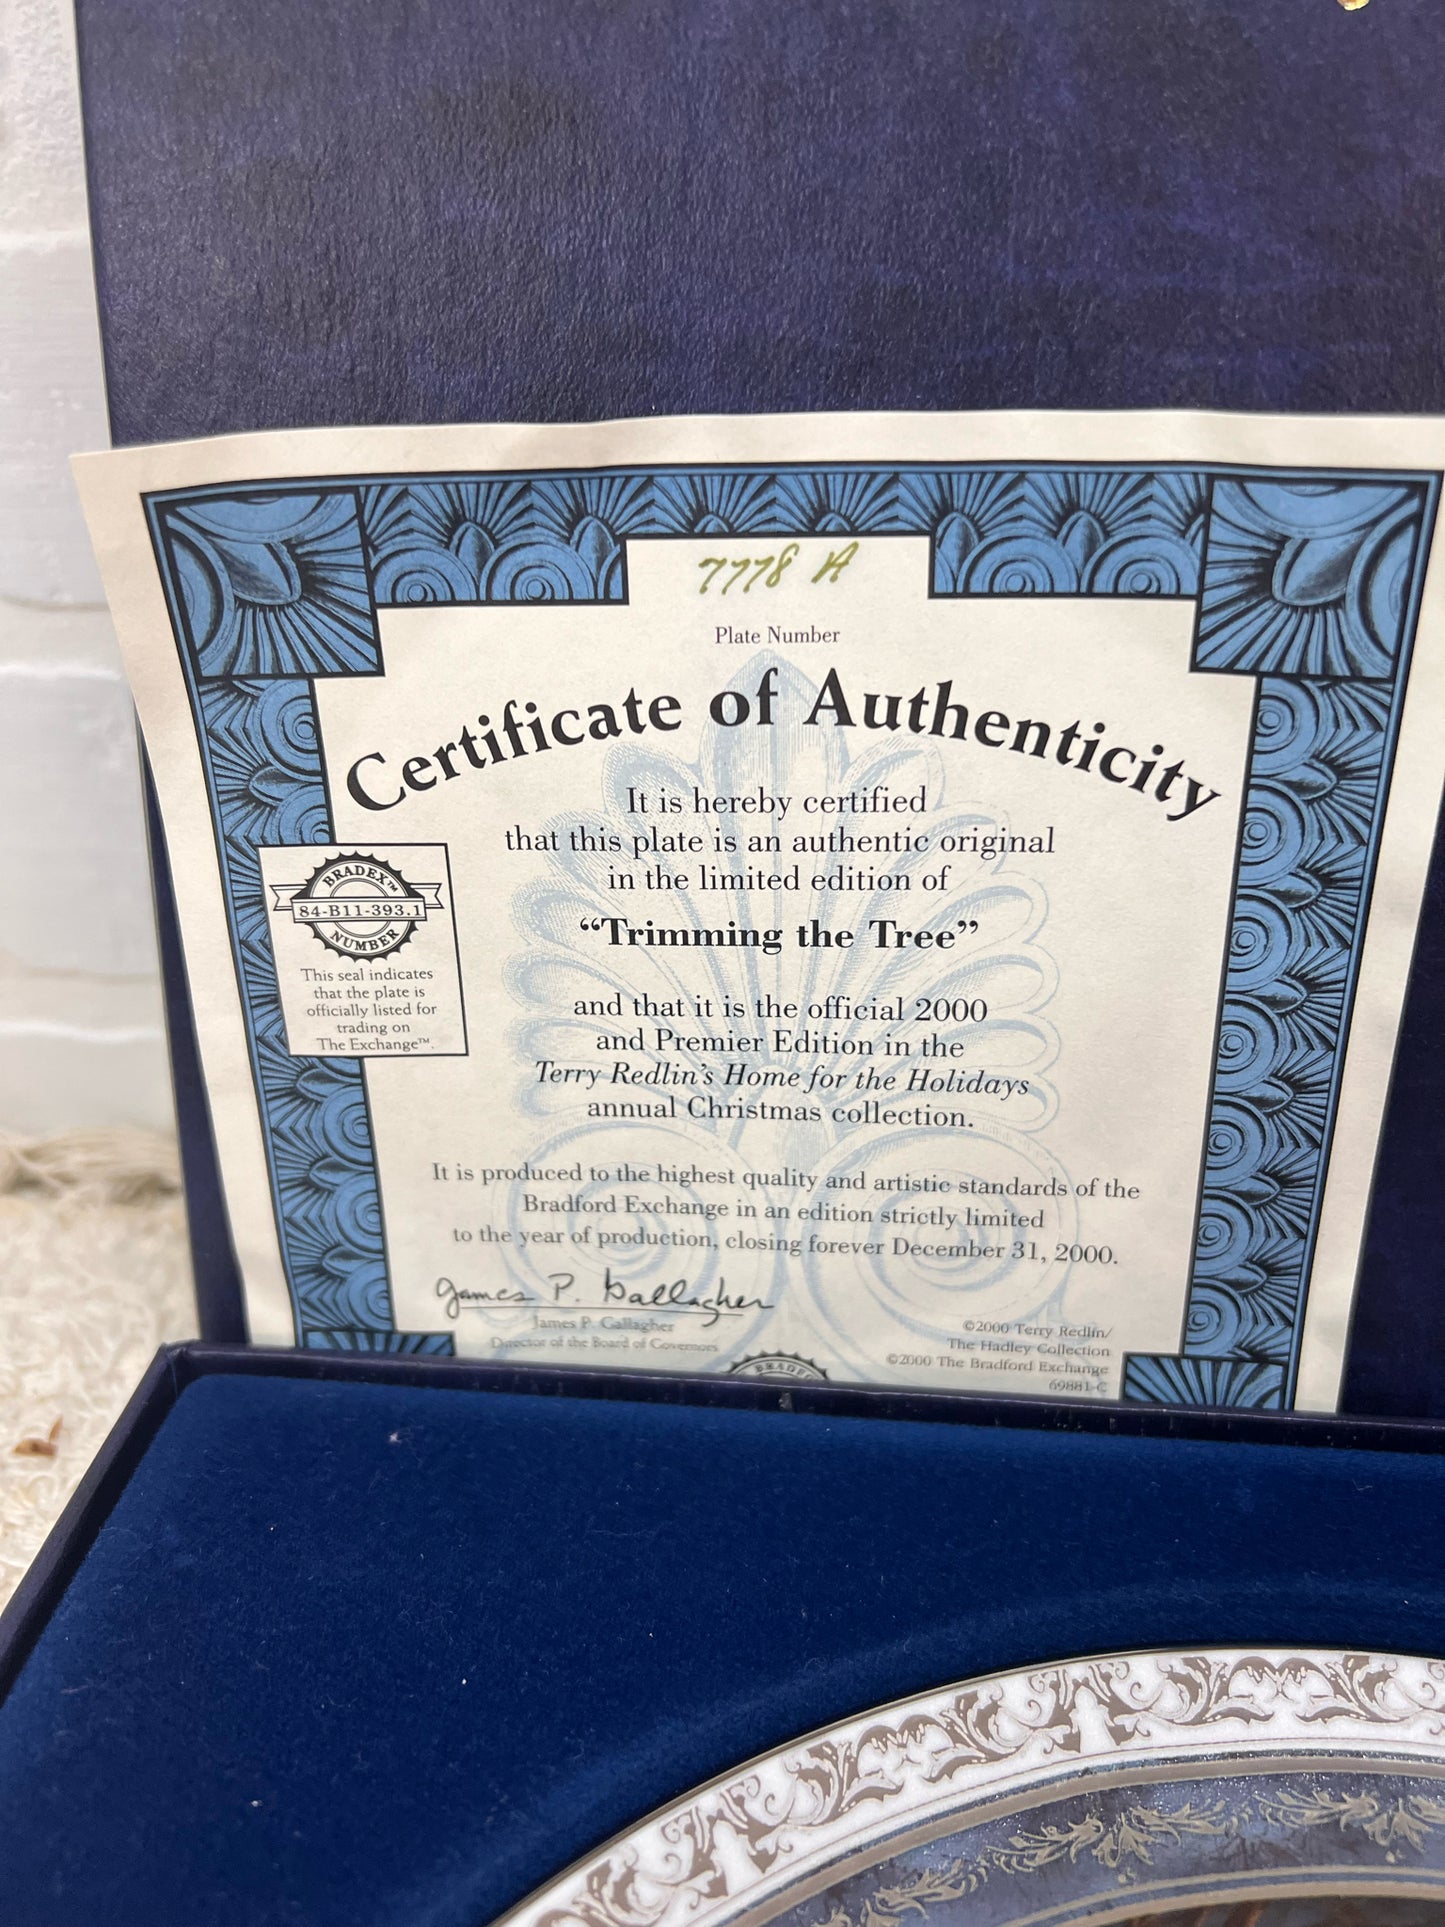 7778 A
Plate Number
Certificate of Authenticity
It is hereby certified
that this plate is an authentic original
in the limited edition of
“Trimming the Tree”
and that it is the official 2000
and Premier Edition in the
Terry Redlin's Home for the Holidays
annual Christmas collection.
BRADEX™
84-B11-393.1
NUMBER
This seal indicates
that the plate is
officially listed for
trading on
The Exchange™.
It is produced to the highest quality and artistic standards of the
Bradford Exchange in an edition strictly limited
to the year of production, closing forever December 31, 2000.
James P. Gallagher
James P. Gallagher
Director of the Board of Governors
©2000 Terry Redlin/
The Hadley Collection
©2000 The Bradford Exchange
69881-C